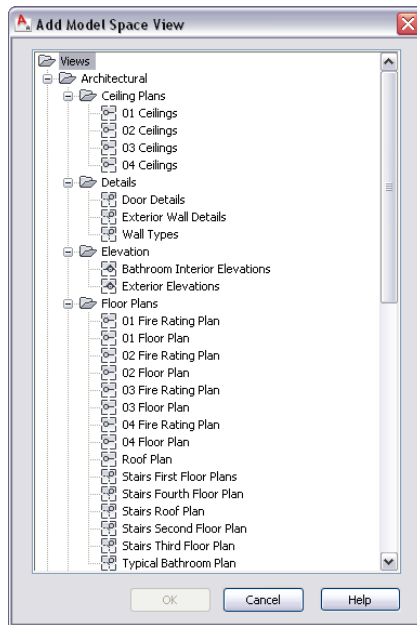 Add Model Space View
Views
Architectural
Ceiling Plans
01 Ceilings
02 Ceilings
03 Ceilings
04 Ceilings
Details
Door Details
Exterior Wall Details
Wall Types
Elevation
Bathroom Interior Elevations
Exterior Elevations
Floor Plans
01 Fire Rating Plan
01 Floor Plan
02 Fire Rating Plan
02 Floor Plan
03 Fire Rating Plan
03 Floor Plan
04 Fire Rating Plan
04 Floor Plan
Roof Plan
Stairs First Floor Plans
Stairs Fourth Floor Plan
Stairs Roof Plan
Stairs Second Floor Plan
Stairs Third Floor Plan
Typical Bathroom Plan
OK Cancel Help